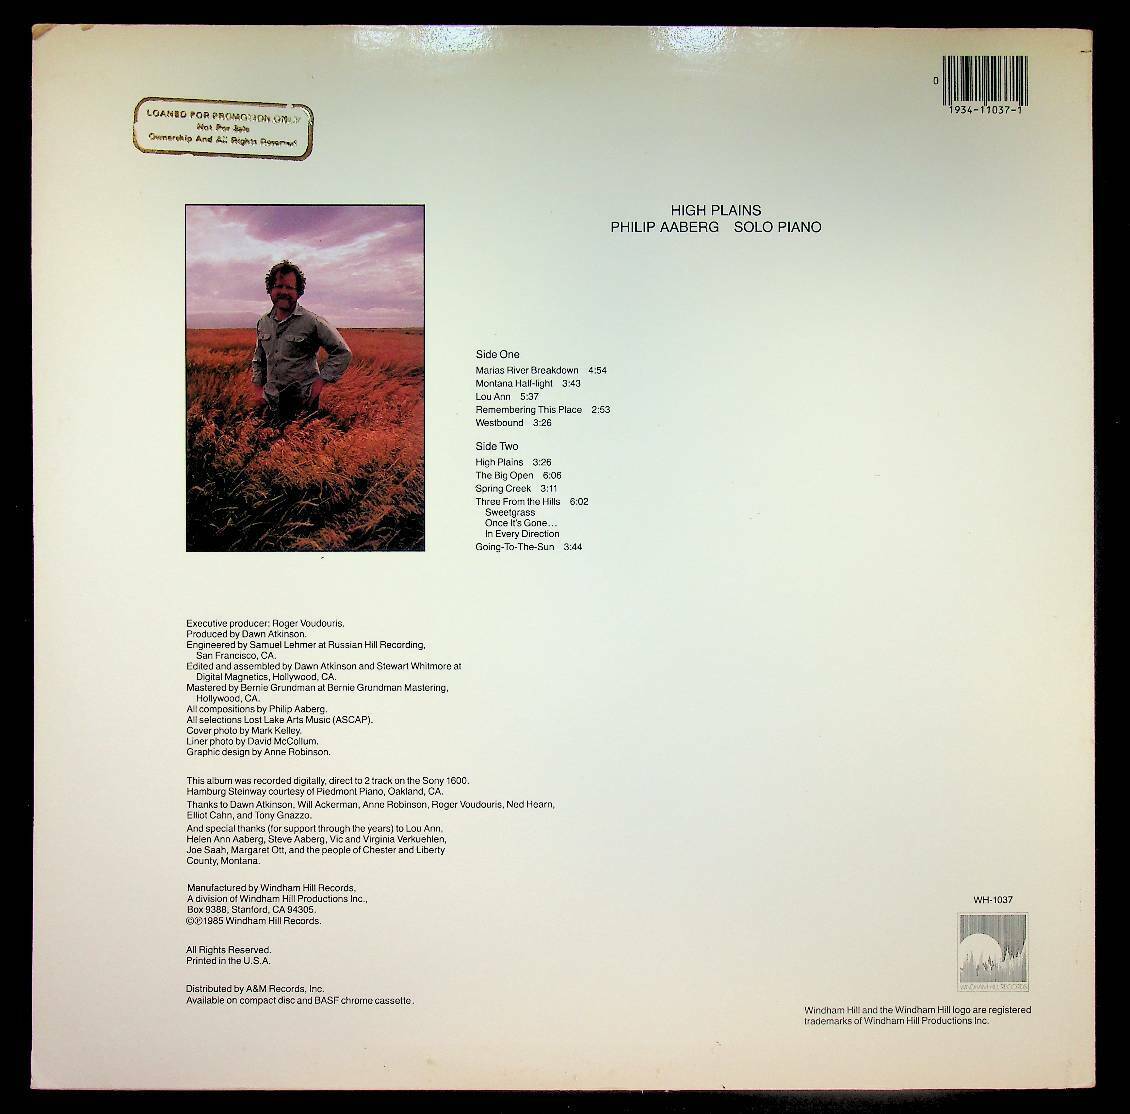 LOANED FOR PROMOTION ONLY
Not For Sale
Ownership And All Rights Reserved
0
1934-11037-1
HIGH PLAINS
PHILIP AABERG SOLO PIANO
Side One
Marias River Breakdown 4:54
Montana Half-light 3:43
Lou Ann 5:37
Remembering This Place 2:53
Westbound 3:26
Side Two
High Plains 3:26
The Big Open 6:06
Spring Creek 3:11
Three From the Hills 6:02
Sweetgrass
Once It's Gone...
In Every Direction
Going-To-The-Sun 3:44
Executive producer: Roger Voudouris.
Produced by Dawn Atkinson.
Engineered by Samuel Lehmer at Russian Hill Recording,
San Francisco, CA.
Edited and assembled by Dawn Atkinson and Stewart Whitmore at
Digital Magnetics, Hollywood, CA.
Mastered by Bernie Grundman at Bernie Grundman Mastering,
Hollywood, CA.
All compositions by Philip Aaberg.
All selections Lost Lake Arts Music (ASCAP).
Cover photo by Mark Kelley.
Liner photo by David McCollum.
Graphic design by Anne Robinson.
This album was recorded digitally, direct to 2 track on the Sony 1600.
Hamburg Steinway courtesy of Piedmont Piano, Oakland, CA.
Thanks to Dawn Atkinson, Will Ackerman, Anne Robinson, Roger Voudouris, Ned Hearn,
Elliot Cahn, and Tony Gnazzo.
And special thanks (for support through the years) to Lou Ann,
Helen Ann Aaberg, Steve Aaberg, Vic and Virginia Verkuehlen,
Joe Saah, Margaret Ott, and the people of Chester and Liberty
County, Montana.
Manufactured by Windham Hill Records,
A division of Windham Hill Productions Inc.,
Box 9388, Stanford, CA 94305.
©℗1985 Windham Hill Records.
All Rights Reserved.
Printed in the U.S.A.
Distributed by A&M Records, Inc.
Available on compact disc and BASF chrome cassette.
WH-1037
WINDHAM HILL RECORDS
Windham Hill and the Windham Hill logo are registered
trademarks of Windham Hill Productions Inc.